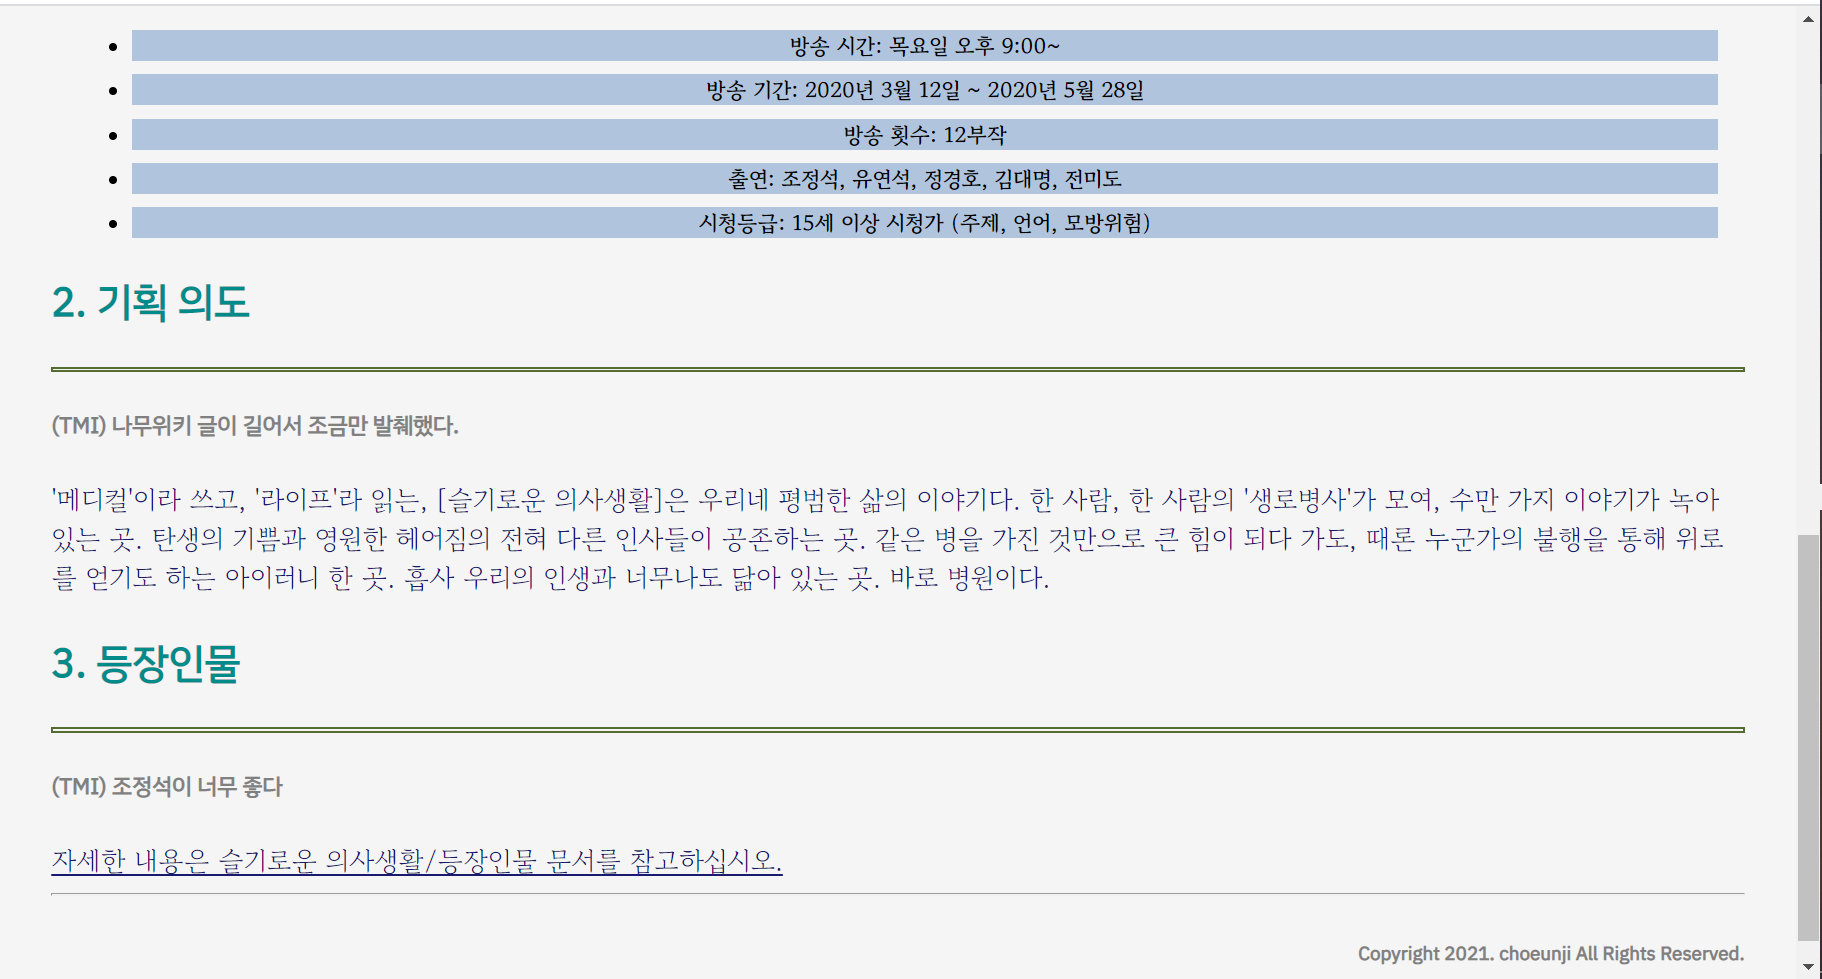 방송 시간: 목요일 오후 9:00~
방송 기간: 2020년 3월 12일 ~ 2020년 5월 28일
방송 횟수: 12부작
출연: 조정석, 유연석, 정경호, 김대명, 전미도
시청등급: 15세 이상 시청가 (주제, 언어, 모방위험)
2. 기획 의도
(TMI) 나무위키 글이 길어서 조금만 발췌했다.
'메디컬'이라 쓰고, '라이프'라 읽는, [슬기로운 의사생활]은 우리네 평범한 삶의 이야기다. 한 사람, 한 사람의 '생로병사'가 모여, 수만 가지 이야기가 녹아
있는 곳. 탄생의 기쁨과 영원한 헤어짐의 전혀 다른 인사들이 공존하는 곳. 같은 병을 가진 것만으로 큰 힘이 되다 가도, 때론 누군가의 불행을 통해 위로
를 얻기도 하는 아이러니 한 곳. 흡사 우리의 인생과 너무나도 닮아 있는 곳. 바로 병원이다.
3. 등장인물
(TMI) 조정석이 너무 좋다
자세한 내용은 슬기로운 의사생활/등장인물 문서를 참고하십시오.
Copyright 2021. choeunji All Rights Reserved.